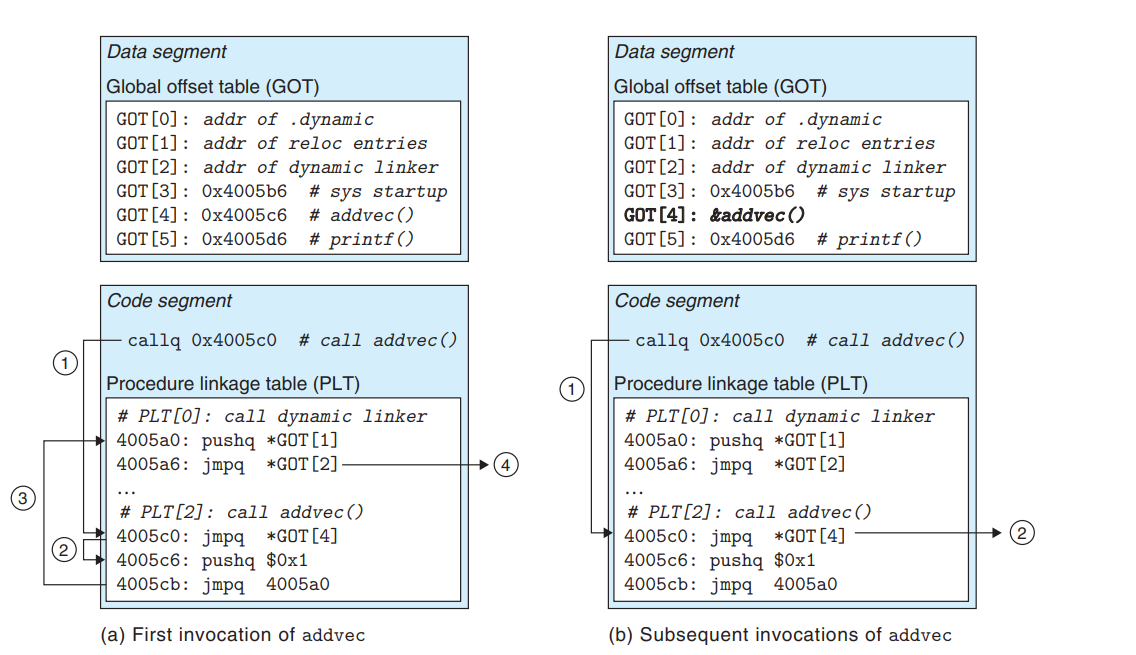 Data segment
Global offset table (GOT)
GOT[0]: addr of .dynamic
GOT[1]: addr of reloc entries
GOT[2]: addr of dynamic linker
GOT[3]: 0x4005b6 # sys startup
GOT[4]: 0x4005c6 # addvec()
GOT[5]: 0x4005d6 # printf()
Code segment
callq 0x4005c0 # call addvec()
1
Procedure linkage table (PLT)
# PLT[0]: call dynamic linker
4005a0: pushq *GOT[1]
4005a6: jmpq *GOT[2]
4
...
3
# PLT[2]: call addvec()
4005c0: jmpq *GOT[4]
2
4005c6: pushq $0x1
4005cb: jmpq 4005a0
(a) First invocation of addvec
Data segment
Global offset table (GOT)
GOT[0]: addr of .dynamic
GOT[1]: addr of reloc entries
GOT[2]: addr of dynamic linker
GOT[3]: 0x4005b6 # sys startup
GOT[4]: &addvec()
GOT[5]: 0x4005d6 # printf()
Code segment
callq 0x4005c0 # call addvec()
1
Procedure linkage table (PLT)
# PLT[0]: call dynamic linker
4005a0: pushq *GOT[1]
4005a6: jmpq *GOT[2]
...
# PLT[2]: call addvec()
4005c0: jmpq *GOT[4]
2
4005c6: pushq $0x1
4005cb: jmpq 4005a0
(b) Subsequent invocations of addvec